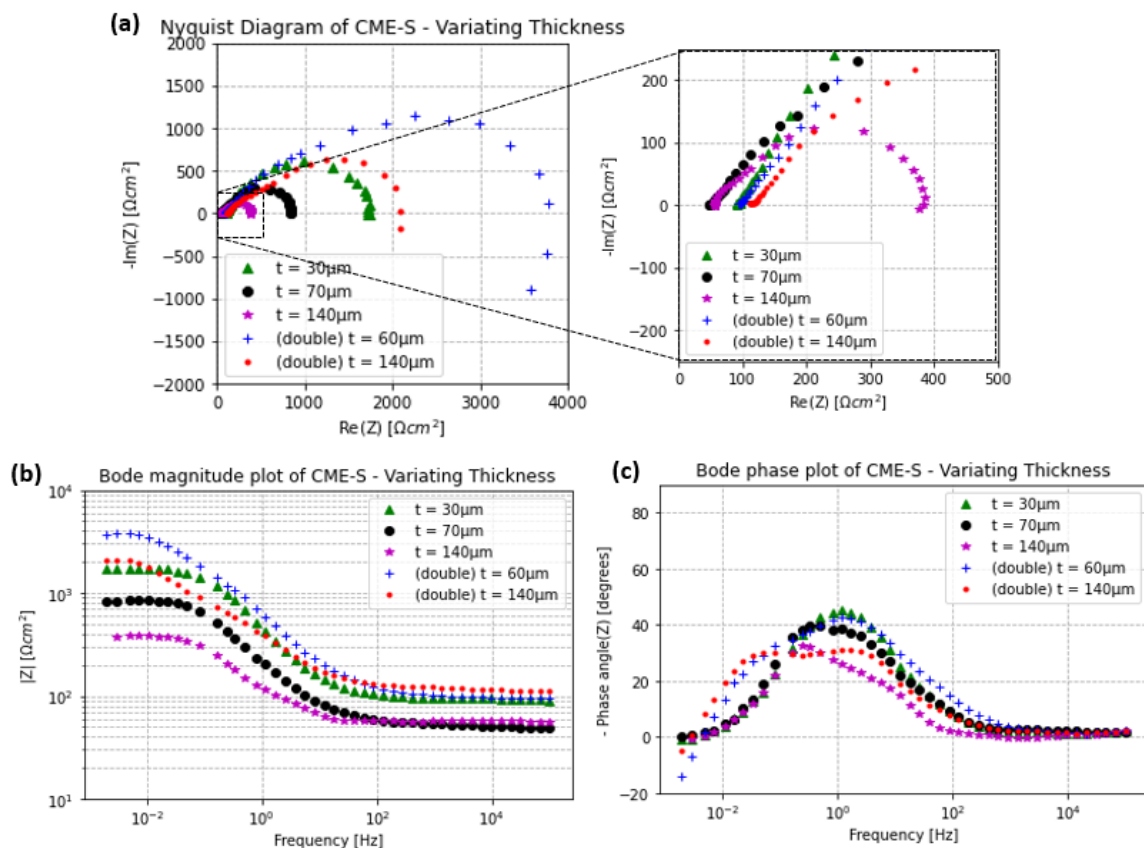 (a)
Nyquist Diagram of CME-S - Variating Thickness
2000
1500
1000
500
0
−500
−1000
−1500
−2000
-Im(Z) [Ωcm²]
0 1000 2000 3000 4000
Re(Z) [Ωcm²]
t = 30μm
t = 70μm
t = 140μm
(double) t = 60μm
(double) t = 140μm
200
100
0
−100
−200
-Im(Z) [Ωcm²]
0 100 200 300 400 500
Re(Z) [Ωcm²]
t = 30μm
t = 70μm
t = 140μm
(double) t = 60μm
(double) t = 140μm
(b)
Bode magnitude plot of CME-S - Variating Thickness
10⁴
10³
10²
10¹
|Z| [Ωcm²]
10⁻² 10⁰ 10² 10⁴
Frequency [Hz]
t = 30μm
t = 70μm
t = 140μm
(double) t = 60μm
(double) t = 140μm
(c)
Bode phase plot of CME-S - Variating Thickness
80
60
40
20
0
−20
- Phase angle(Z) [degrees]
10⁻² 10⁰ 10² 10⁴
Frequency [Hz]
t = 30μm
t = 70μm
t = 140μm
(double) t = 60μm
(double) t = 140μm